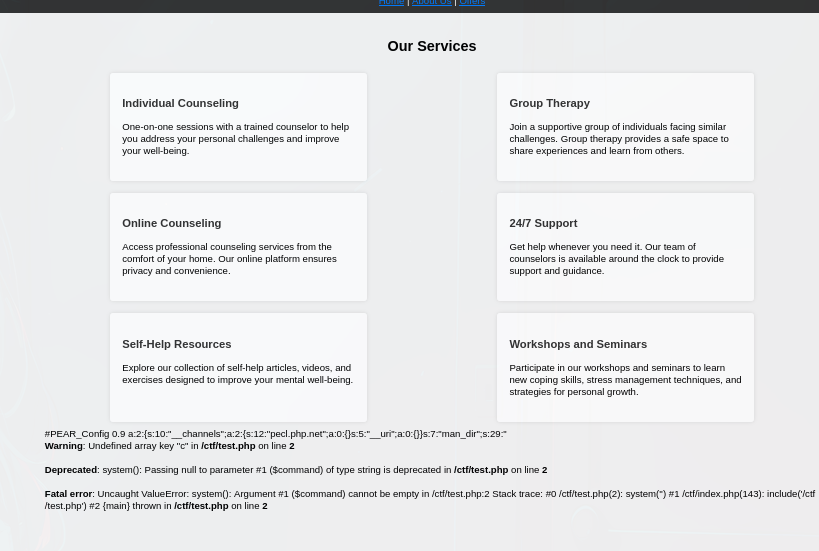 Home | About Us | Offers
Our Services
Individual Counseling
One-on-one sessions with a trained counselor to help
you address your personal challenges and improve
your well-being.
Group Therapy
Join a supportive group of individuals facing similar
challenges. Group therapy provides a safe space to
share experiences and learn from others.
Online Counseling
Access professional counseling services from the
comfort of your home. Our online platform ensures
privacy and convenience.
24/7 Support
Get help whenever you need it. Our team of
counselors is available around the clock to provide
support and guidance.
Self-Help Resources
Explore our collection of self-help articles, videos, and
exercises designed to improve your mental well-being.
Workshops and Seminars
Participate in our workshops and seminars to learn
new coping skills, stress management techniques, and
strategies for personal growth.
#PEAR_Config 0.9 a:2:{s:10:"__channels";a:2:{s:12:"pecl.php.net";a:0:{}s:5:"__uri";a:0:{}}s:7:"man_dir";s:29:"
Warning: Undefined array key "c" in /ctf/test.php on line 2
Deprecated: system(): Passing null to parameter #1 ($command) of type string is deprecated in /ctf/test.php on line 2
Fatal error: Uncaught ValueError: system(): Argument #1 ($command) cannot be empty in /ctf/test.php:2 Stack trace: #0 /ctf/test.php(2): system('') #1 /ctf/index.php(143): include('/ctf
/test.php') #2 {main} thrown in /ctf/test.php on line 2